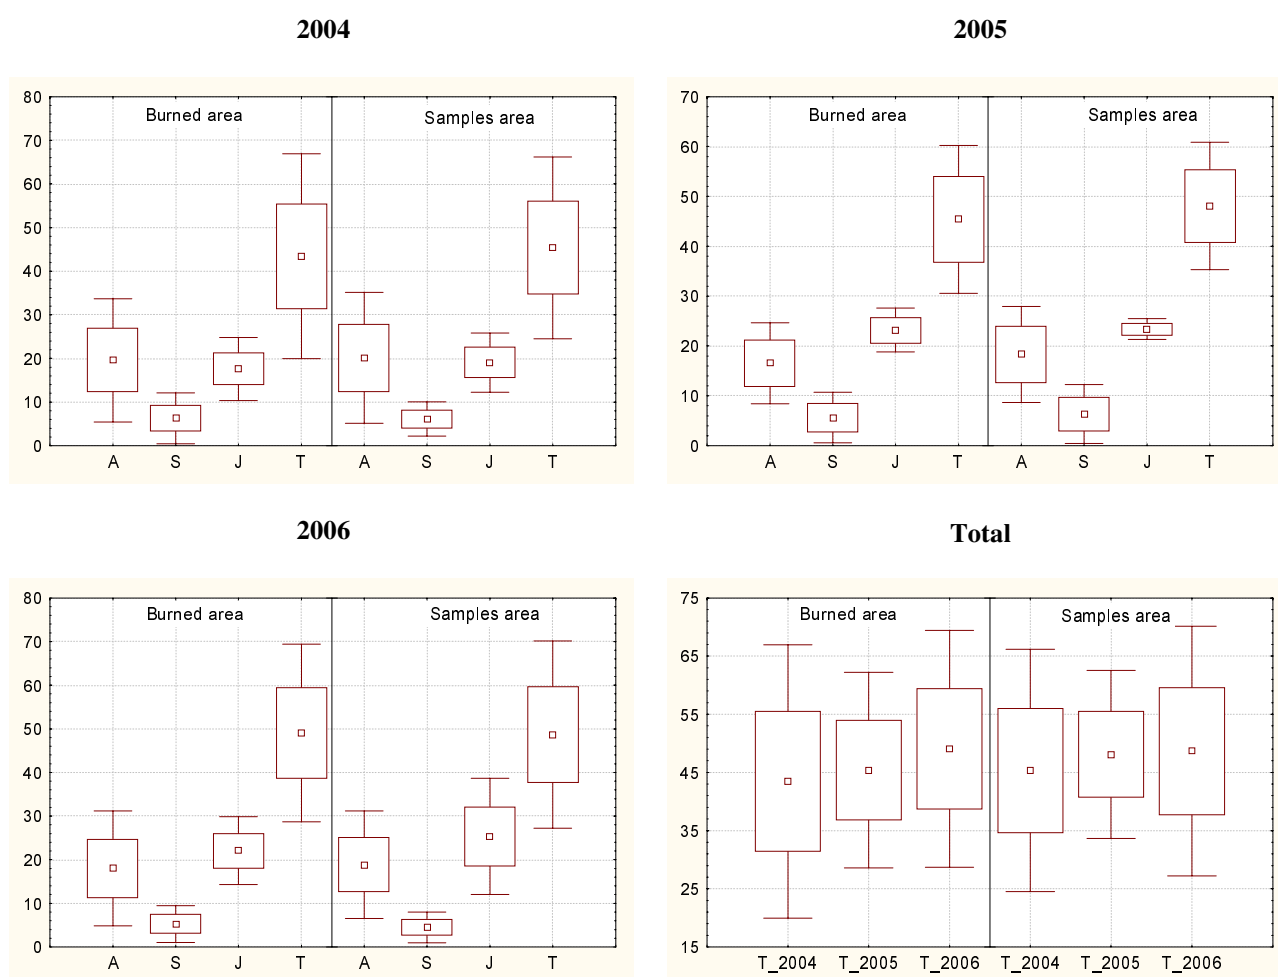 2004
80
70
60
50
40
30
20
10
0
Burned area
Samples area
A S J T A S J T
2005
70
60
50
40
30
20
10
0
Burned area
Samples area
A S J T A S J T
2006
80
70
60
50
40
30
20
10
0
Burned area
Samples area
A S J T A S J T
Total
75
65
55
45
35
25
15
Burned area
Samples area
T_2004 T_2005 T_2006 T_2004 T_2005 T_2006